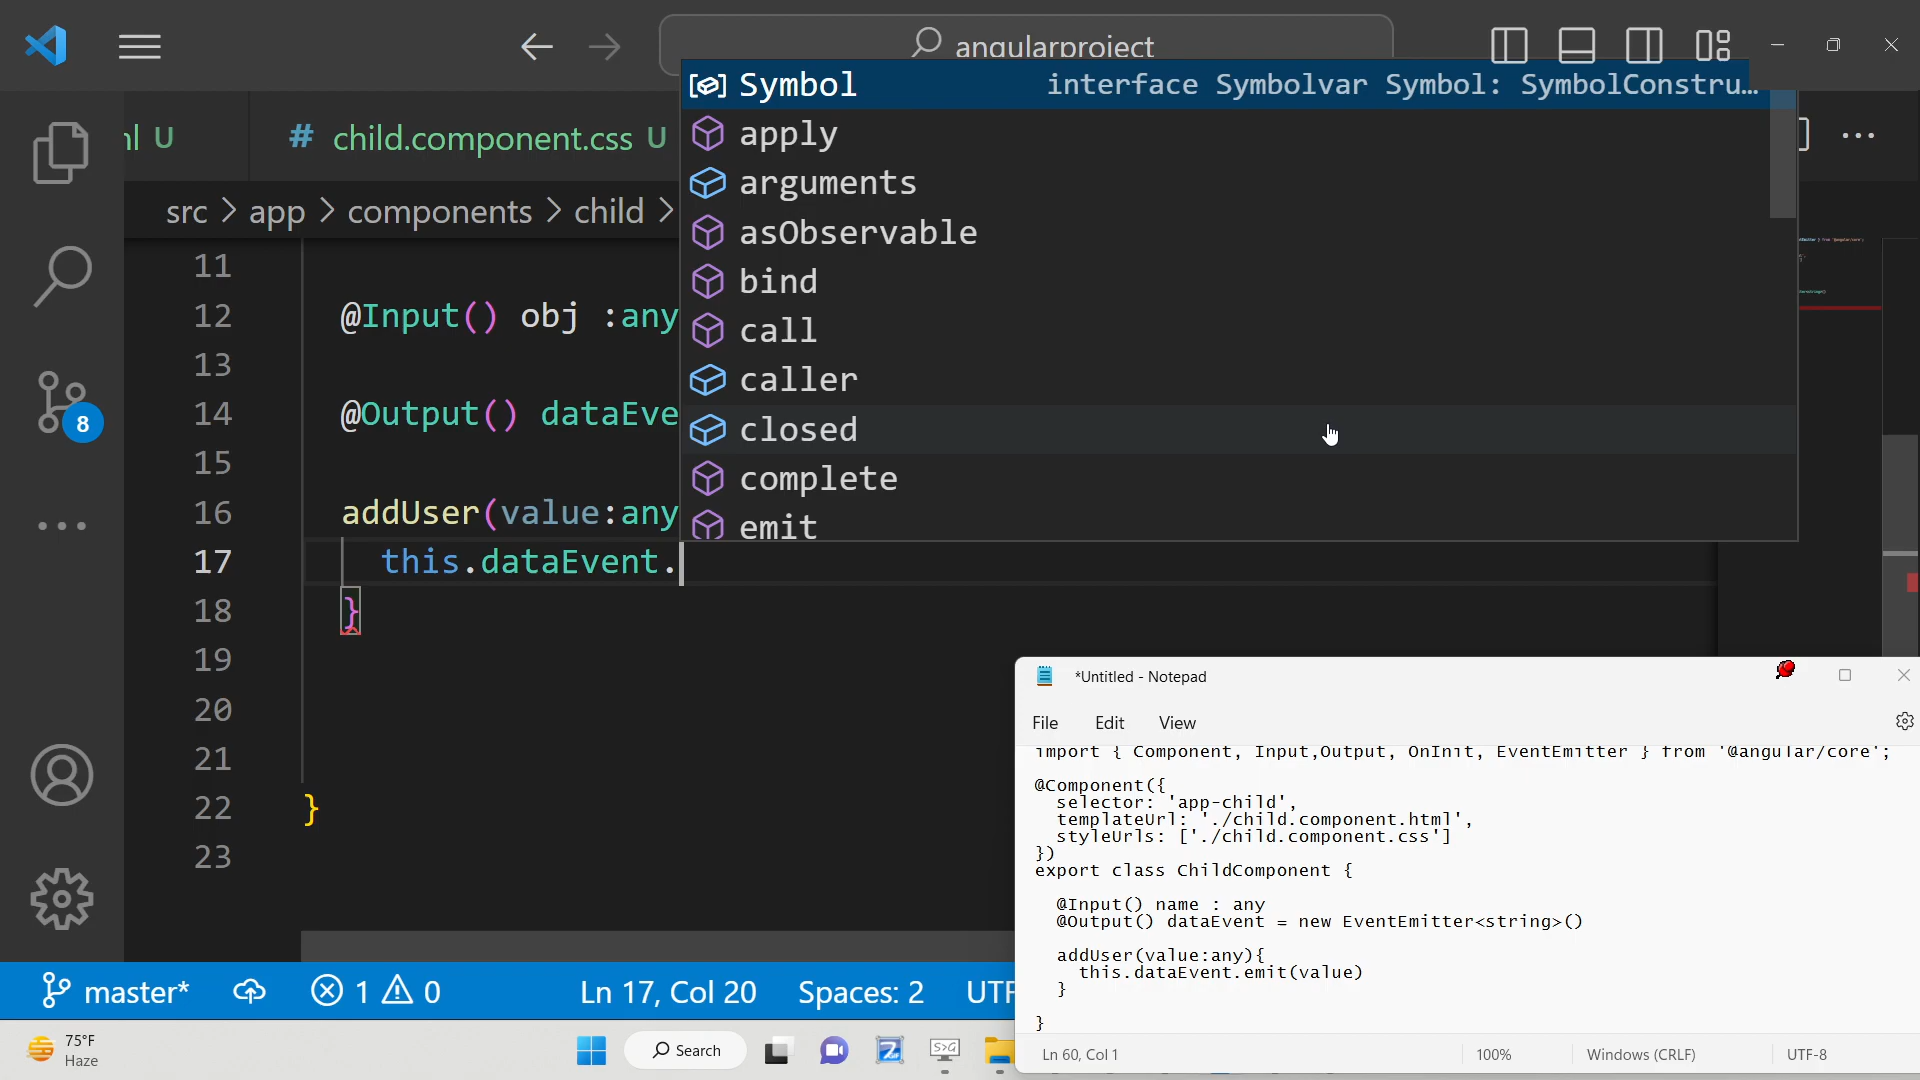 angularproject
Symbol interface Symbolvar Symbol: SymbolConstru…
apply
arguments
asObservable
bind
call
caller
closed
complete
emit
U
# child.component.css U
src > app > components > child >
11
12 @Input() obj :any
13
14 @Output() dataEve
15
16 addUser(value:any
17 this.dataEvent.
18 }
19
20
21
22 }
23
8
master*
1 0
Ln 17, Col 20
Spaces: 2
UTF
*Untitled - Notepad
File Edit View
import { Component, Input,Output, OnInit, EventEmitter } from '@angular/core';
@Component({
selector: 'app-child',
templateUrl: './child.component.html',
styleUrls: ['./child.component.css']
})
export class ChildComponent {
@Input() name : any
@Output() dataEvent = new EventEmitter<string>()
addUser(value:any){
this.dataEvent.emit(value)
}
}
Ln 60, Col 1
100%
Windows (CRLF)
UTF-8
75°F
Haze
Search